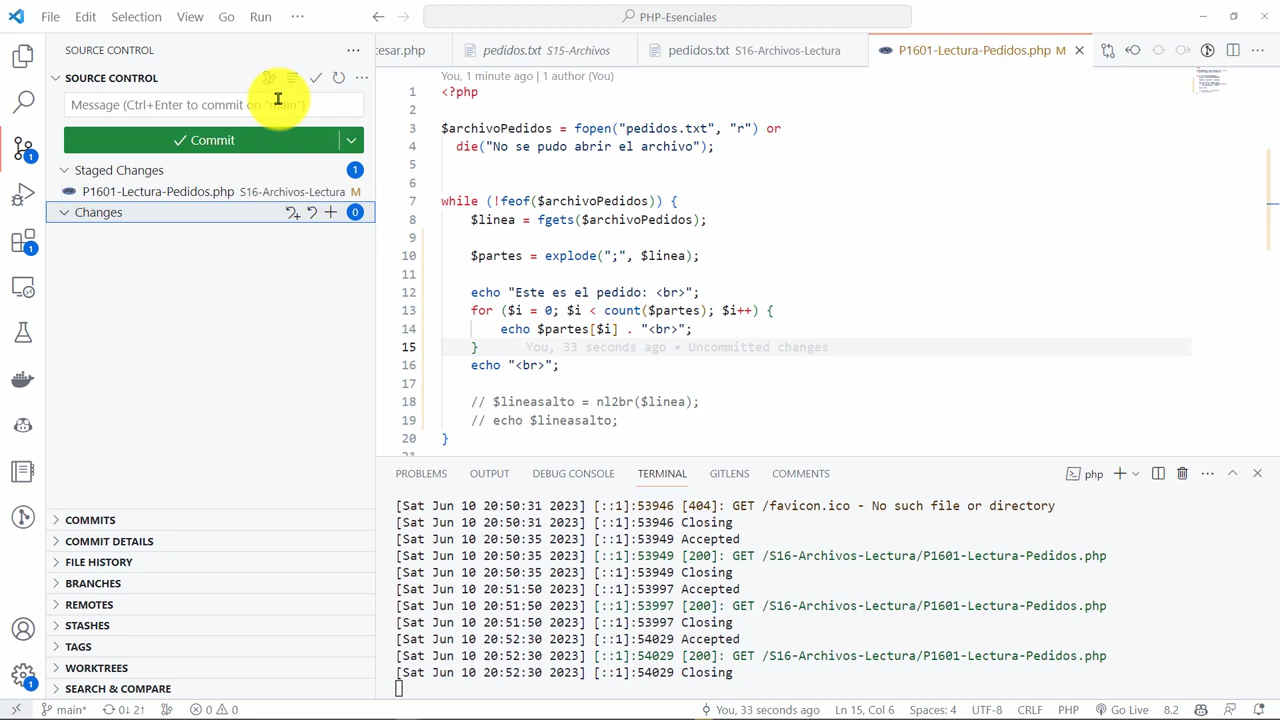 File Edit Selection View Go Run ··· PHP-Esenciales
SOURCE CONTROL
SOURCE CONTROL
Message (Ctrl+Enter to commit on "main")
Commit
Staged Changes 1
P1601-Lectura-Pedidos.php S16-Archivos-Lectura M
Changes 0
COMMITS
COMMIT DETAILS
FILE HISTORY
BRANCHES
REMOTES
STASHES
TAGS
WORKTREES
SEARCH & COMPARE
1
1
1
cesar.php pedidos.txt S15-Archivos pedidos.txt S16-Archivos-Lectura P1601-Lectura-Pedidos.php M
You, 1 minute ago | 1 author (You)
1 <?php
2
3 $archivoPedidos = fopen("pedidos.txt", "r") or
4 die("No se pudo abrir el archivo");
5
6
7 while (!feof($archivoPedidos)) {
8 $linea = fgets($archivoPedidos);
9
10 $partes = explode(";", $linea);
11
12 echo "Este es el pedido: <br>";
13 for ($i = 0; $i < count($partes); $i++) {
14 echo $partes[$i] . "<br>";
15 } You, 33 seconds ago • Uncommitted changes
16 echo "<br>";
17
18 // $lineasalto = nl2br($linea);
19 // echo $lineasalto;
20 }
PROBLEMS OUTPUT DEBUG CONSOLE TERMINAL GITLENS COMMENTS php
[Sat Jun 10 20:50:31 2023] [::1]:53946 [404]: GET /favicon.ico - No such file or directory
[Sat Jun 10 20:50:31 2023] [::1]:53946 Closing
[Sat Jun 10 20:50:35 2023] [::1]:53949 Accepted
[Sat Jun 10 20:50:35 2023] [::1]:53949 [200]: GET /S16-Archivos-Lectura/P1601-Lectura-Pedidos.php
[Sat Jun 10 20:50:35 2023] [::1]:53949 Closing
[Sat Jun 10 20:51:50 2023] [::1]:53997 Accepted
[Sat Jun 10 20:51:50 2023] [::1]:53997 [200]: GET /S16-Archivos-Lectura/P1601-Lectura-Pedidos.php
[Sat Jun 10 20:51:50 2023] [::1]:53997 Closing
[Sat Jun 10 20:52:30 2023] [::1]:54029 Accepted
[Sat Jun 10 20:52:30 2023] [::1]:54029 [200]: GET /S16-Archivos-Lectura/P1601-Lectura-Pedidos.php
[Sat Jun 10 20:52:30 2023] [::1]:54029 Closing
main* 0↓ 2↑ 0 0 You, 33 seconds ago Ln 15, Col 6 Spaces: 4 UTF-8 CRLF PHP Go Live 8.2